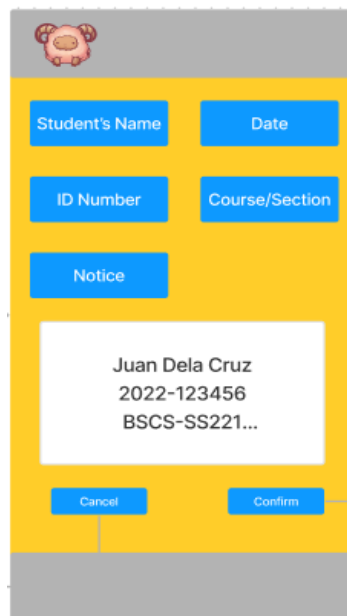 Student's Name
Date
ID Number
Course/Section
Notice
Juan Dela Cruz
2022-123456
BSCS-SS221...
Cancel
Confirm